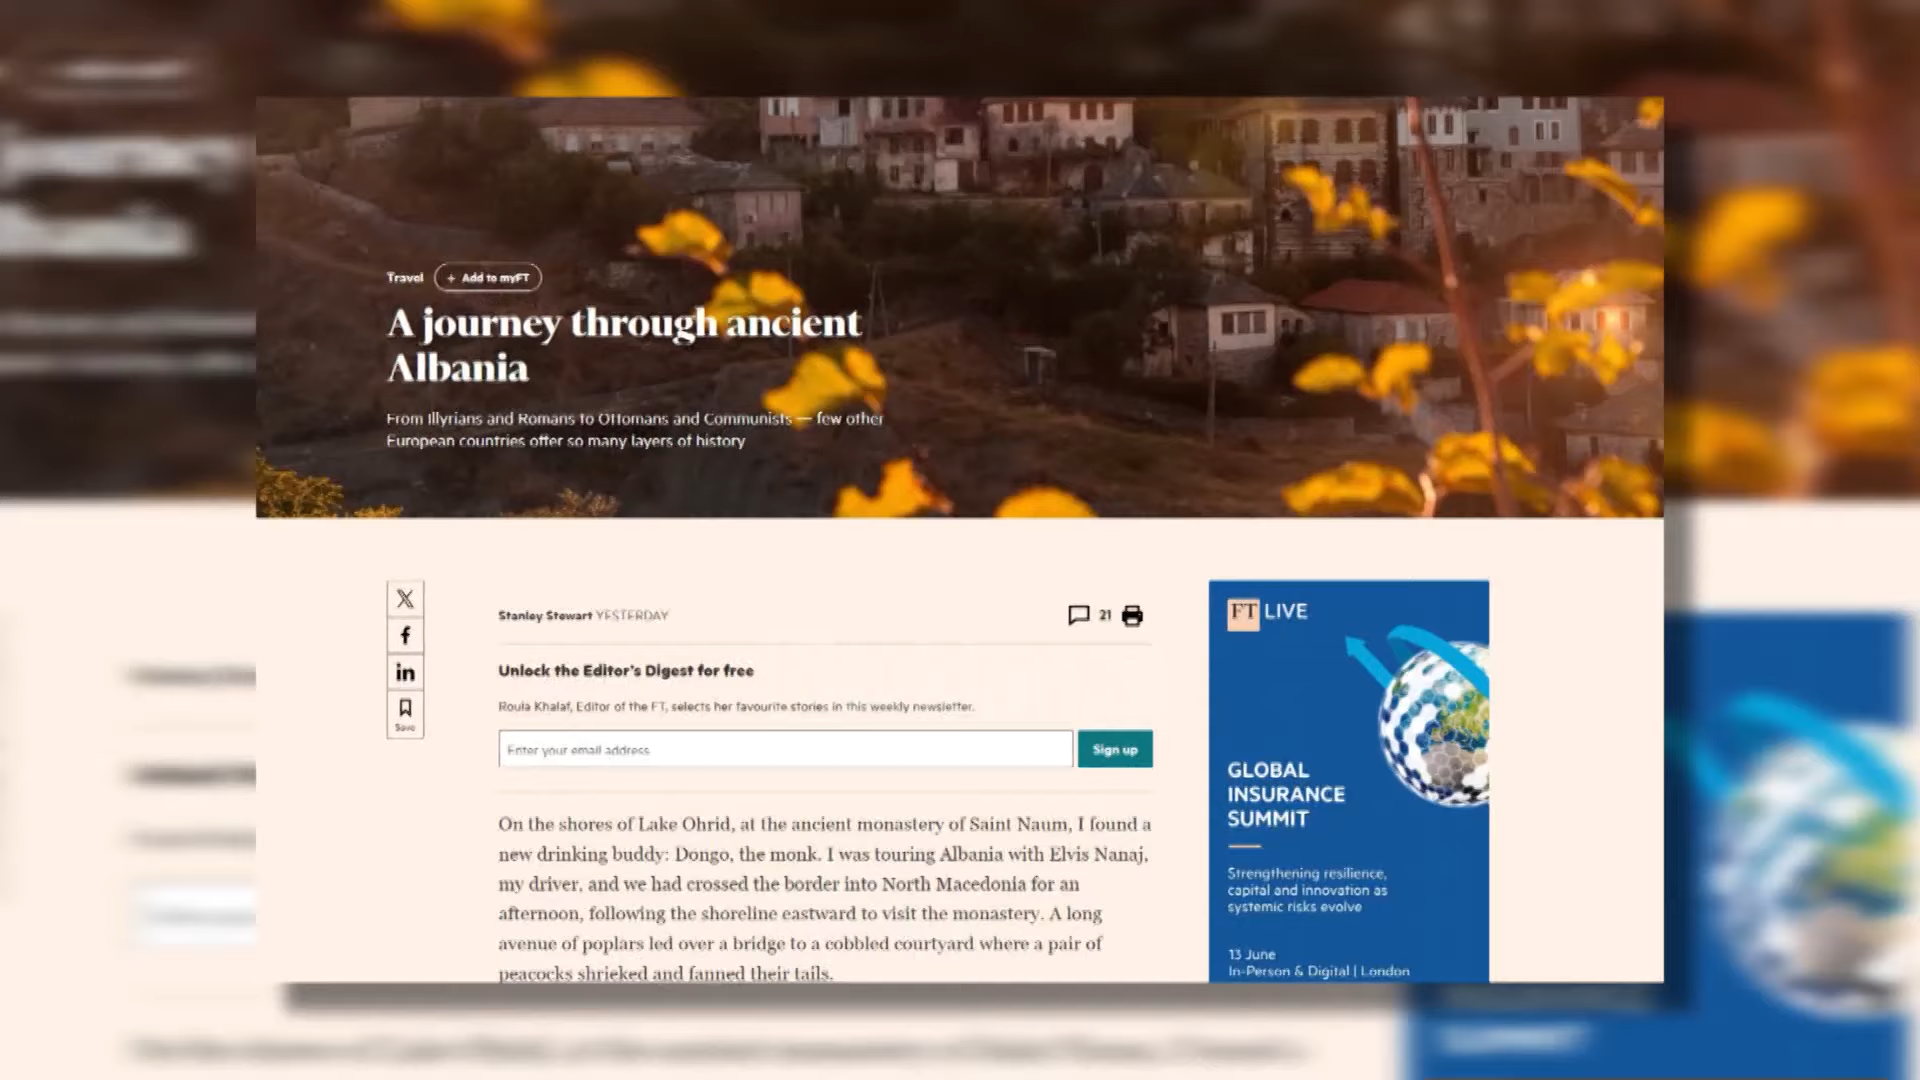 Travel + Add to myFT
A journey through ancient
Albania
From Illyrians and Romans to Ottomans and Communists — few other
European countries offer so many layers of history
Stanley Stewart YESTERDAY
21
Unlock the Editor's Digest for free
Roula Khalaf, Editor of the FT, selects her favourite stories in this weekly newsletter.
Enter your email address
Sign up
Save
On the shores of Lake Ohrid, at the ancient monastery of Saint Naum, I found a
new drinking buddy: Dongo, the monk. I was touring Albania with Elvis Nanaj,
my driver, and we had crossed the border into North Macedonia for an
afternoon, following the shoreline eastward to visit the monastery. A long
avenue of poplars led over a bridge to a cobbled courtyard where a pair of
peacocks shrieked and fanned their tails.
FT LIVE
GLOBAL
INSURANCE
SUMMIT
Strengthening resilience,
capital and innovation as
systemic risks evolve
13 June
In-Person & Digital | London